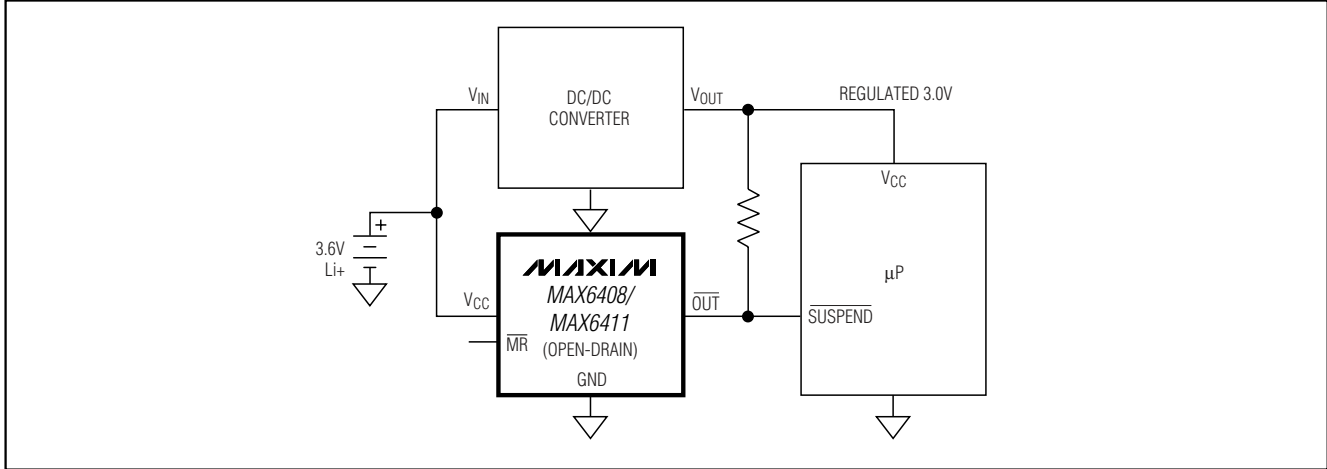 VIN
DC/DC
CONVERTER
VOUT
REGULATED 3.0V
VCC
+
3.6V
Li+
MAXIM
MAX6408/
MAX6411
(OPEN-DRAIN)
VCC
MR
GND
OUT
SUSPEND
μP